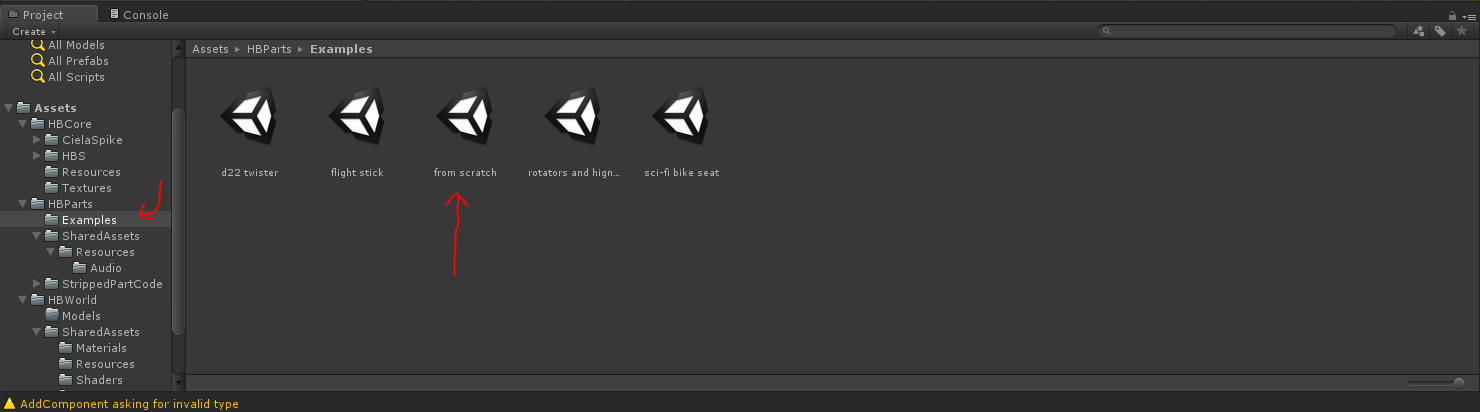 Project
Console
Create
All Models
All Prefabs
All Scripts
Assets
HBCore
CielaSpike
HBS
Resources
Textures
HBParts
Examples
SharedAssets
Resources
Audio
StrippedPartCode
HBWorld
Models
SharedAssets
Materials
Resources
Shaders
Assets ▸ HBParts ▸ Examples
d22 twister
flight stick
from scratch
rotators and hign...
sci-fi bike seat
AddComponent asking for invalid type